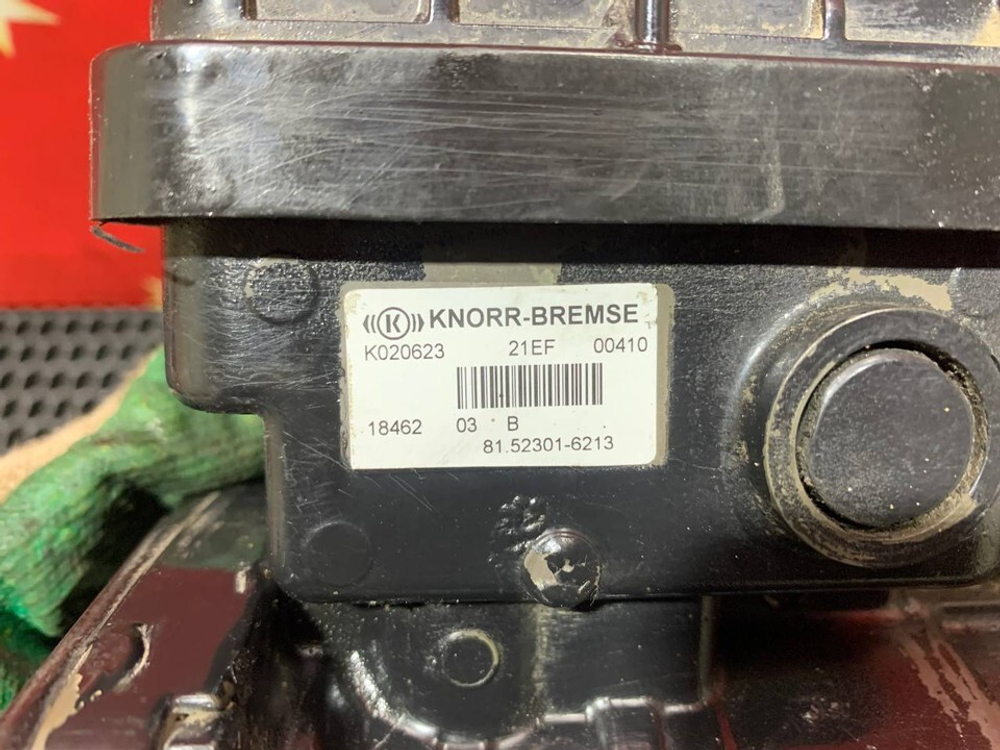 ((K)) KNORR-BREMSE
K020623 21EF 00410
18462 03 B
81.52301-6213